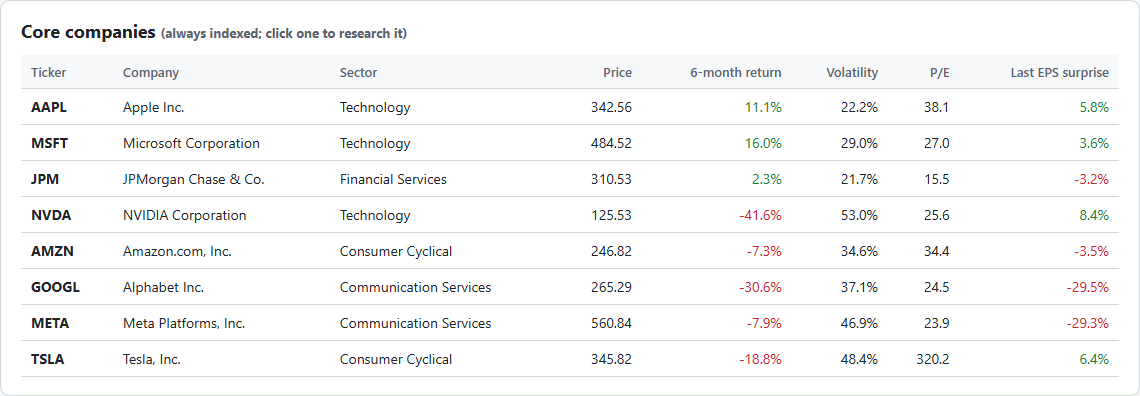 Core companies (always indexed; click one to research it)
Ticker Company Sector Price 6-month return Volatility P/E Last EPS surprise
AAPL Apple Inc. Technology 342.56 11.1% 22.2% 38.1 5.8%
MSFT Microsoft Corporation Technology 484.52 16.0% 29.0% 27.0 3.6%
JPM JPMorgan Chase & Co. Financial Services 310.53 2.3% 21.7% 15.5 -3.2%
NVDA NVIDIA Corporation Technology 125.53 -41.6% 53.0% 25.6 8.4%
AMZN Amazon.com, Inc. Consumer Cyclical 246.82 -7.3% 34.6% 34.4 -3.5%
GOOGL Alphabet Inc. Communication Services 265.29 -30.6% 37.1% 24.5 -29.5%
META Meta Platforms, Inc. Communication Services 560.84 -7.9% 46.9% 23.9 -29.3%
TSLA Tesla, Inc. Consumer Cyclical 345.82 -18.8% 48.4% 320.2 6.4%